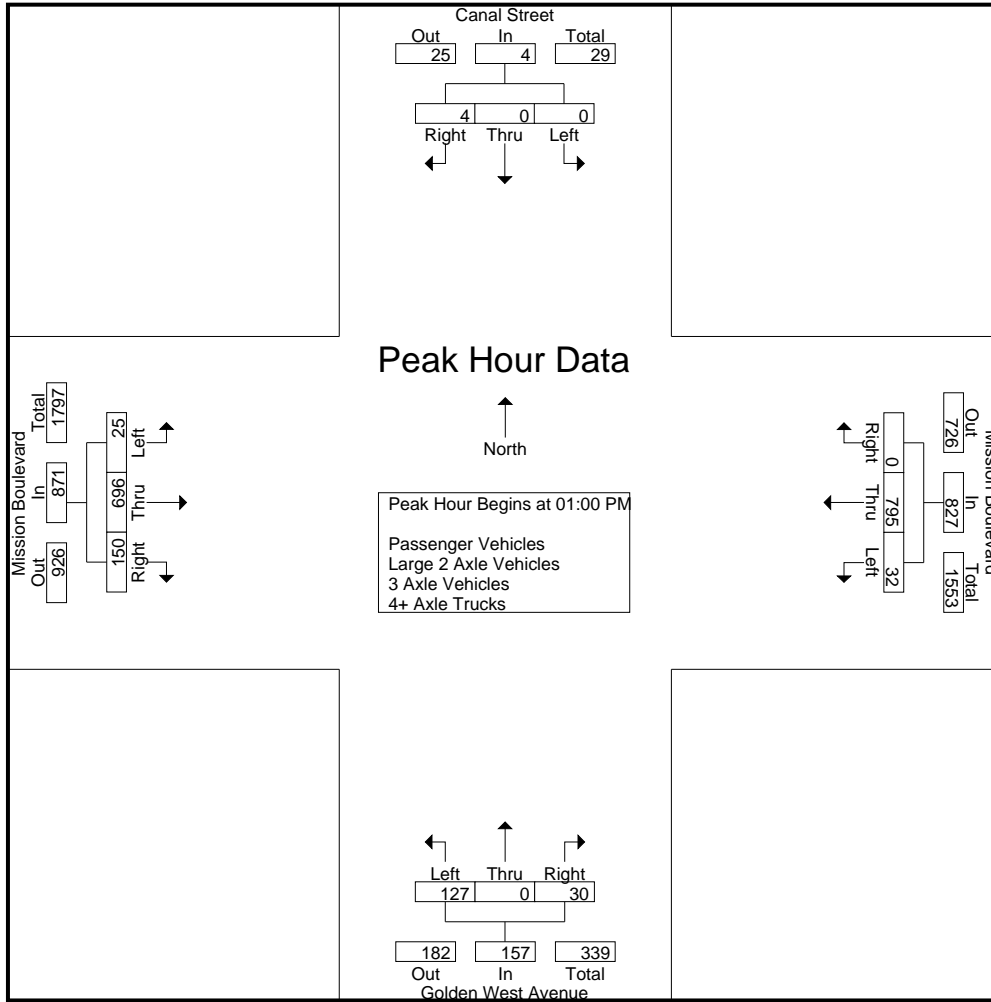 Canal Street
Out In Total
25 4 29
4 0 0
Right Thru Left
Peak Hour Data
North
Peak Hour Begins at 01:00 PM
Passenger Vehicles
Large 2 Axle Vehicles
3 Axle Vehicles
4+ Axle Trucks
Mission Boulevard
Total In Out
1797 871 926
25 696 150
Left Thru Right
Mission Boulevard
Out In Total
726 827 1553
0 795 32
Right Thru Left
Left Thru Right
127 0 30
182 157 339
Out In Total
Golden West Avenue